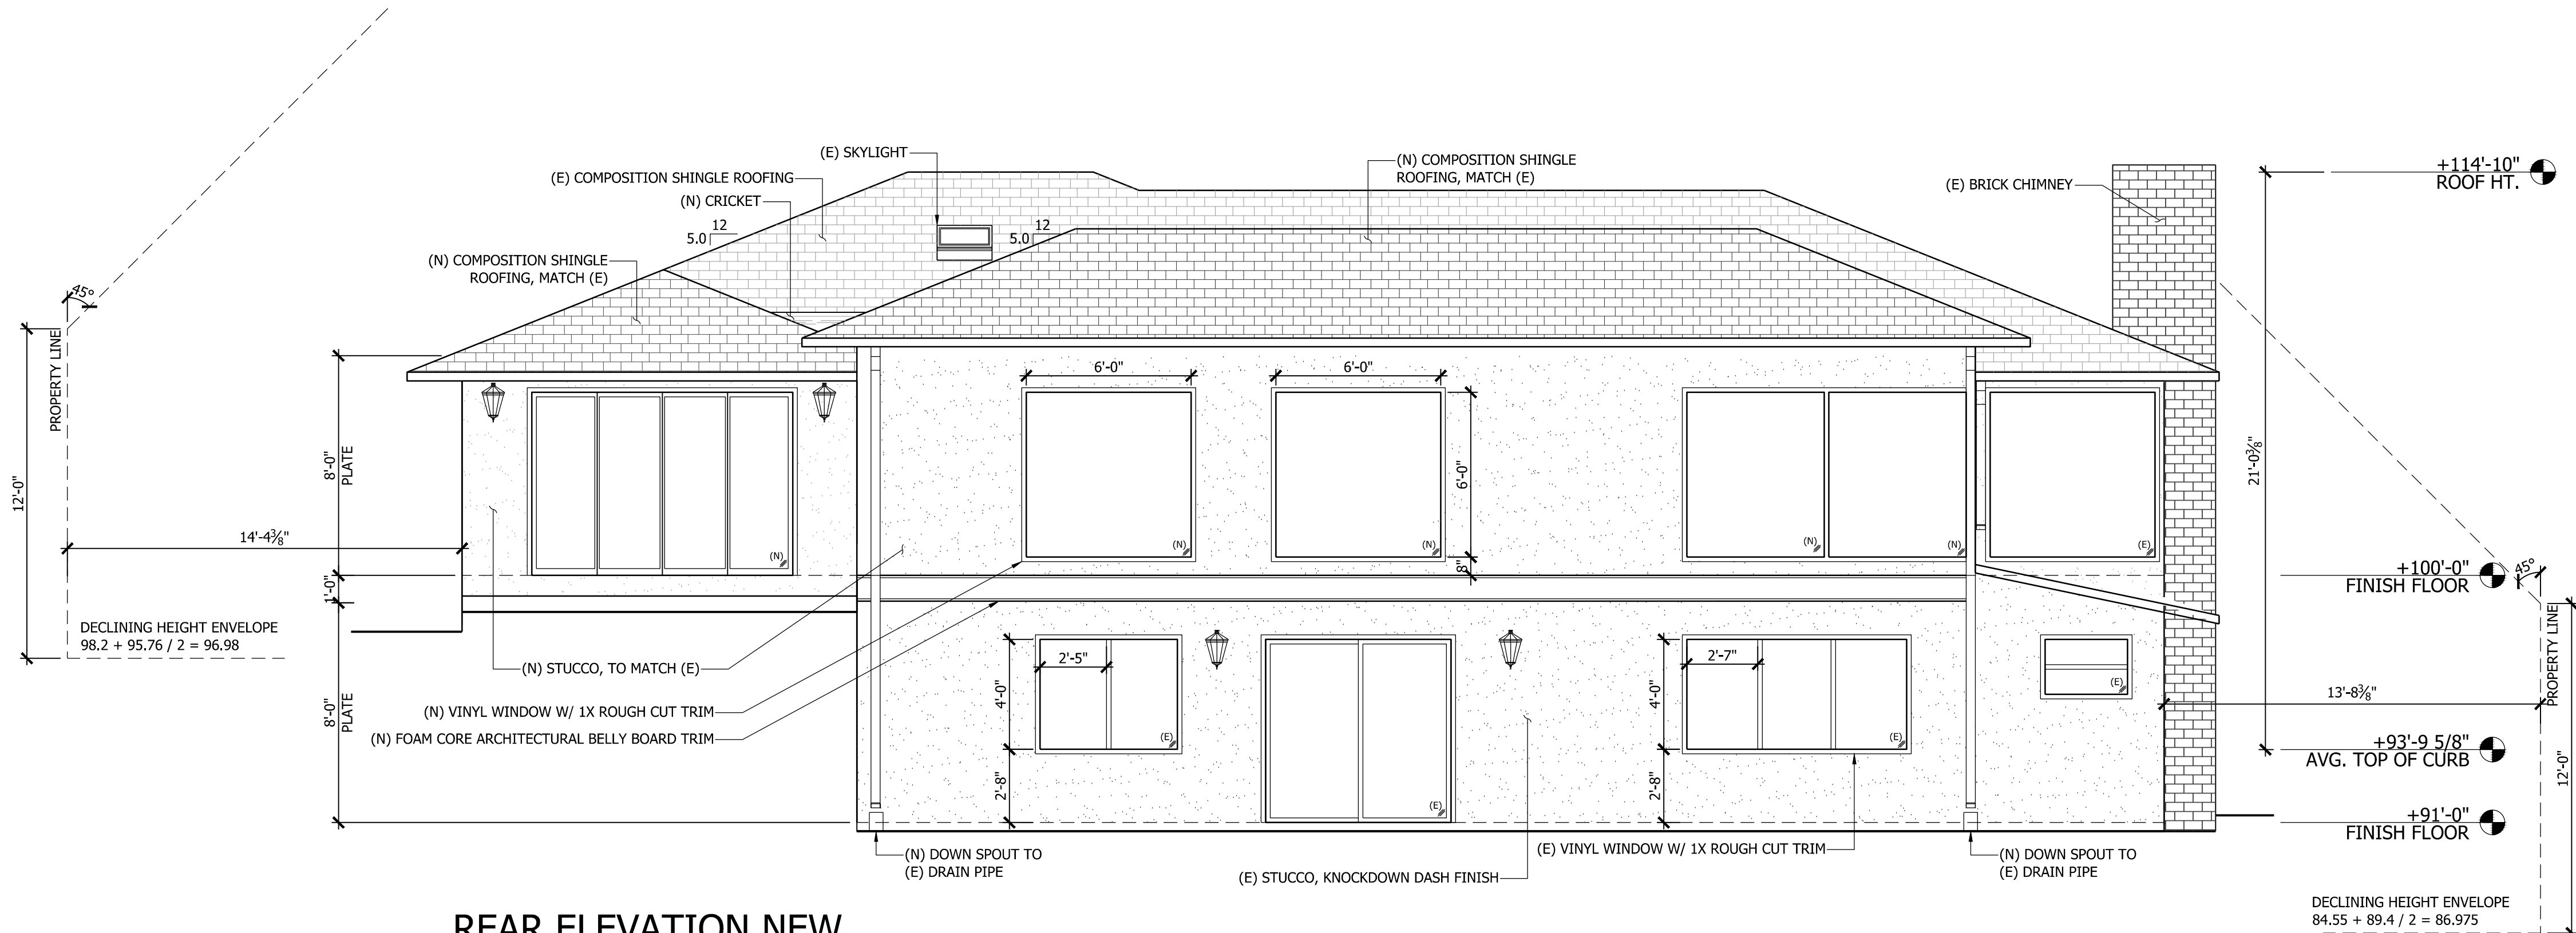 (E) SKYLIGHT
(E) COMPOSITION SHINGLE ROOFING
(N) CRICKET
12
5.0
12
5.0
(N) COMPOSITION SHINGLE
ROOFING, MATCH (E)
(N) COMPOSITION SHINGLE
ROOFING, MATCH (E)
(E) BRICK CHIMNEY
+114'-10"
ROOF HT.
45°
PROPERTY LINE
12'-0"
8'-0"
PLATE
14'-4⅜"
1'-0"
DECLINING HEIGHT ENVELOPE
98.2 + 95.76 / 2 = 96.98
8'-0"
PLATE
(N)
6'-0"
6'-0"
6'-0"
8"
(N)
(N)
(N)
(N)
(E)
21'-0⅜"
+100'-0"
FINISH FLOOR
45°
PROPERTY LINE
12'-0"
13'-8⅜"
+93'-9 5/8"
AVG. TOP OF CURB
+91'-0"
FINISH FLOOR
(N) STUCCO, TO MATCH (E)
(N) VINYL WINDOW W/ 1X ROUGH CUT TRIM
(N) FOAM CORE ARCHITECTURAL BELLY BOARD TRIM
2'-5"
4'-0"
2'-8"
(E)
(E)
2'-7"
4'-0"
2'-8"
(E)
(E)
(N) DOWN SPOUT TO
(E) DRAIN PIPE
(E) VINYL WINDOW W/ 1X ROUGH CUT TRIM
(E) STUCCO, KNOCKDOWN DASH FINISH
(N) DOWN SPOUT TO
(E) DRAIN PIPE
DECLINING HEIGHT ENVELOPE
84.55 + 89.4 / 2 = 86.975
REAR ELEVATION NEW